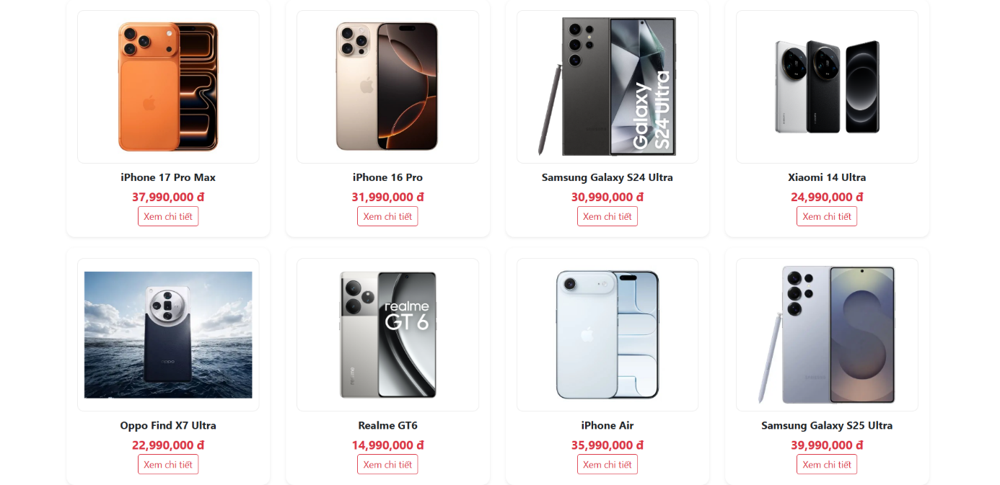 Galaxy
S24 Ultra
iPhone 17 Pro Max
iPhone 16 Pro
Samsung Galaxy S24 Ultra
Xiaomi 14 Ultra
37,990,000 đ
31,990,000 đ
30,990,000 đ
24,990,000 đ
Xem chi tiết
Xem chi tiết
Xem chi tiết
Xem chi tiết
oppo
realme
realme
GT 6
SAMSUNG
Oppo Find X7 Ultra
Realme GT6
iPhone Air
Samsung Galaxy S25 Ultra
22,990,000 đ
14,990,000 đ
35,990,000 đ
39,990,000 đ
Xem chi tiết
Xem chi tiết
Xem chi tiết
Xem chi tiết